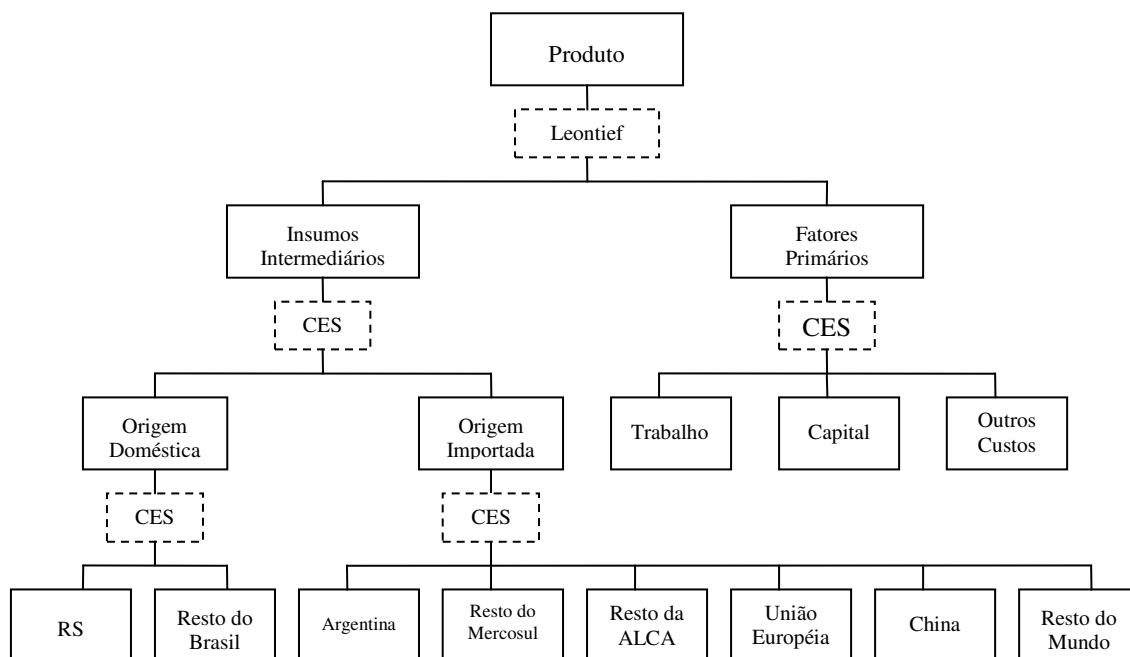 Produto
Leontief
Insumos
Intermediários
Fatores
Primários
CES
CES
Origem
Doméstica
Origem
Importada
Trabalho
Capital
Outros
Custos
CES
CES
RS
Resto do
Brasil
Argentina
Resto do
Mercosul
Resto da
ALCA
União
Européia
China
Resto do
Mundo